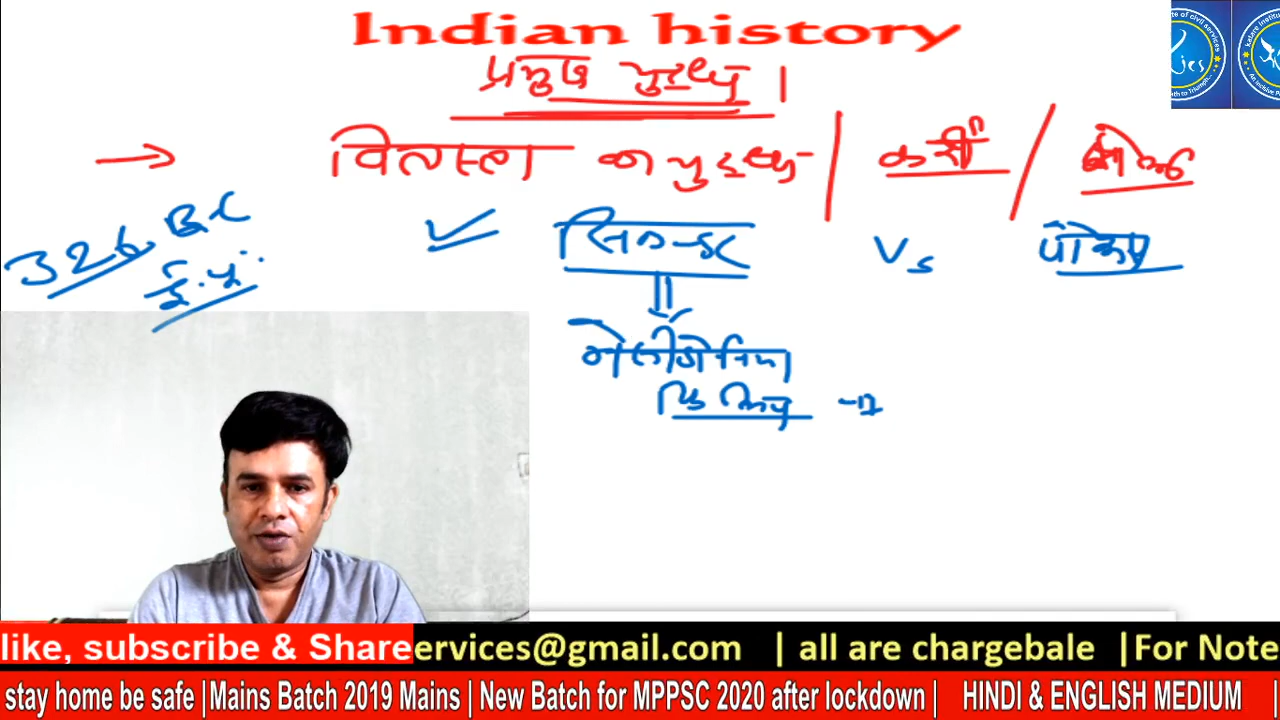 Indian history
प्रमुख युद्ध ।
→ वितस्ता का युद्ध / कर्री / झेलम
326 BC
ई.पू.
✓ सिकन्दर Vs पोरस
मेसीडोनिया
फिलिप
like, subscribe & Share ervices@gmail.com | all are chargebale |For Note
stay home be safe |Mains Batch 2019 Mains | New Batch for MPPSC 2020 after lockdown | HINDI & ENGLISH MEDIUM |